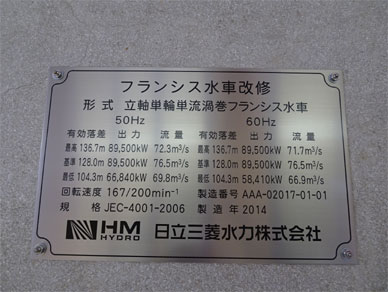 フランシス水車改修
形式 立軸単輪単流渦巻フランシス水車
50Hz 60Hz
有効落差 出力 流量 有効落差 出力 流量
最高 136.7m 89,500kW 72.3m³/s 最高 136.7m 89,500kW 71.7m³/s
基準 128.0m 89,500kW 76.5m³/s 基準 128.0m 89,500kW 76.5m³/s
最低 104.3m 66,840kW 69.8m³/s 最低 104.3m 58,410kW 66.9m³/s
回転速度 167/200min⁻¹ 製造番号 AAA-02017-01-01
規格 JEC-4001-2006 製造年 2014
HM HYDRO 日立三菱水力株式会社